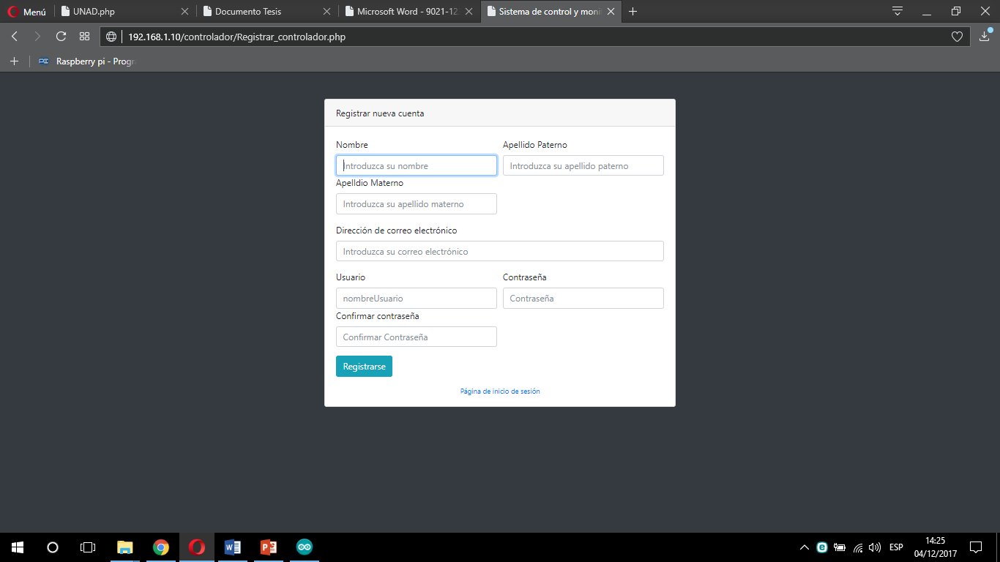 Menú
UNAD.php
Documento Tesis
Microsoft Word - 9021-12
Sistema de control y moni
192.168.1.10/controlador/Registrar_controlador.php
Raspberry pi - Progr
Registrar nueva cuenta
Nombre Apellido Paterno
Introduzca su nombre Introduzca su apellido paterno
Apelldio Materno
Introduzca su apellido materno
Dirección de correo electrónico
Introduzca su correo electrónico
Usuario Contraseña
nombreUsuario Contraseña
Confirmar contraseña
Confirmar Contraseña
Registrarse
Página de inicio de sesión
ESP
14:25
04/12/2017